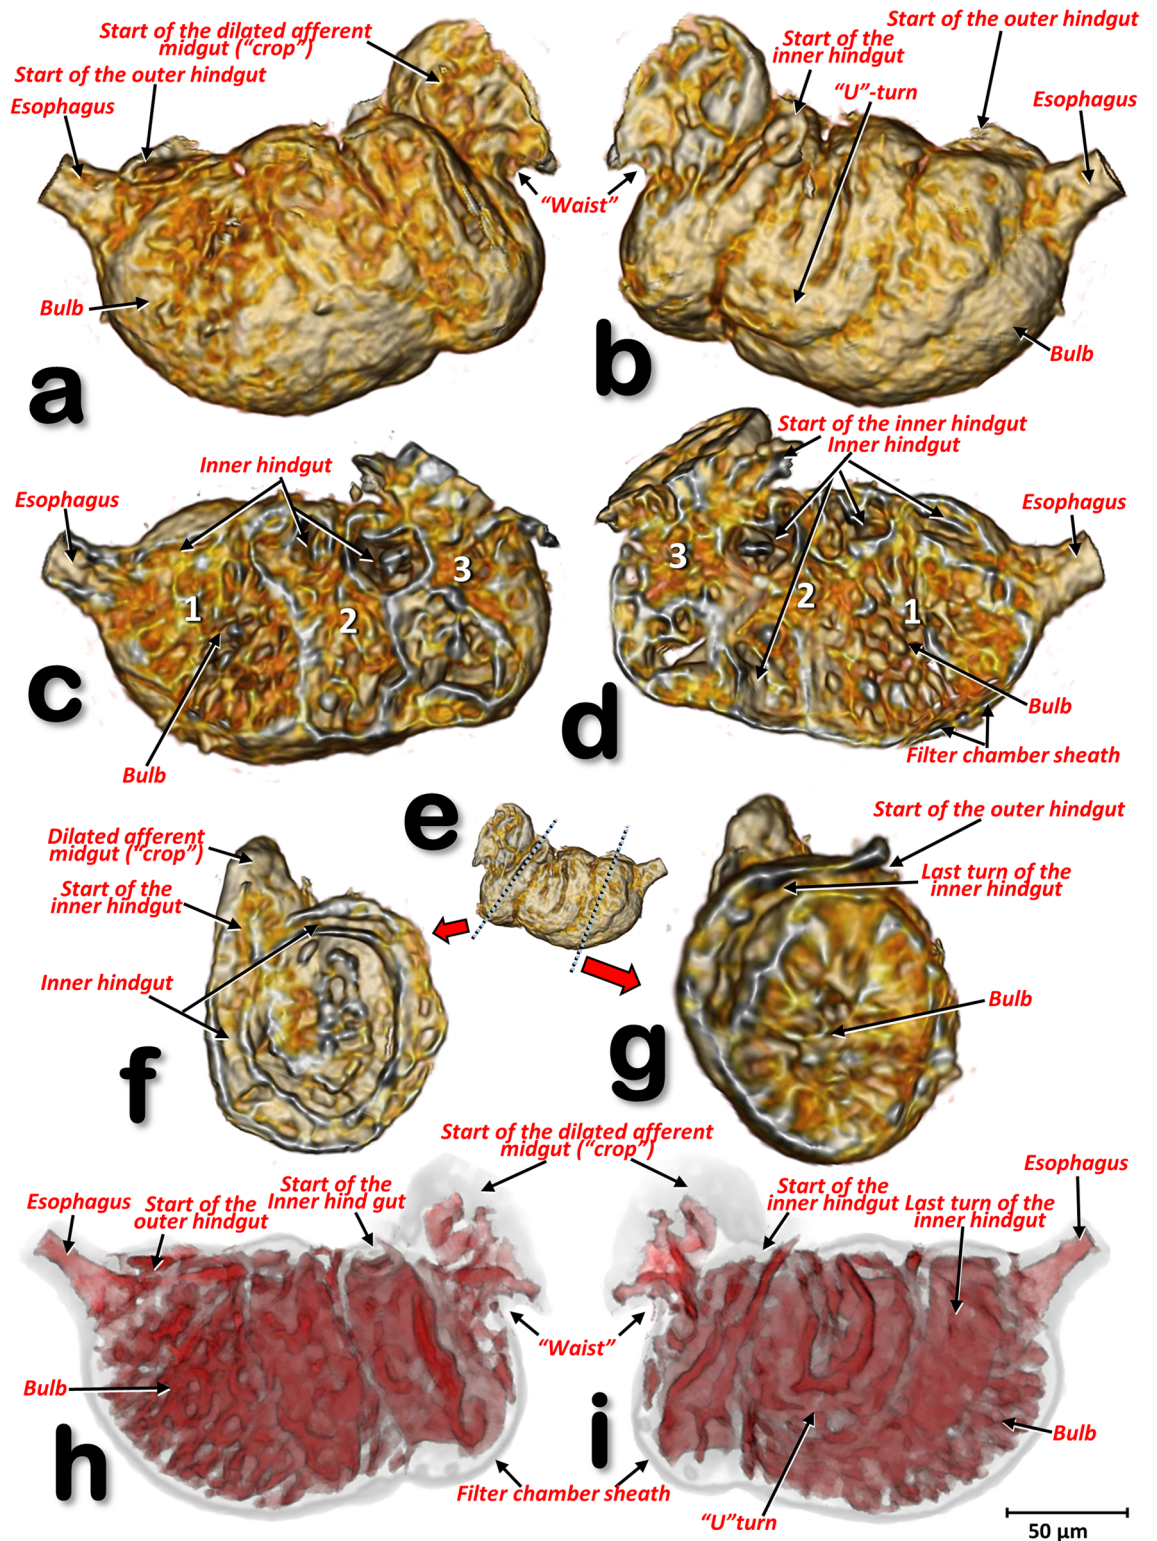 Start of the dilated afferent
midgut (“crop”)
Start of the outer hindgut
Esophagus
“Waist”
Bulb
a
Start of the outer hindgut
Start of the
inner hindgut
“U”-turn
Esophagus
Bulb
b
Inner hindgut
Esophagus
1
2
3
Bulb
c
Start of the inner hindgut
Inner hindgut
Esophagus
3
2
1
Bulb
Filter chamber sheath
d
e
Dilated afferent
midgut (“crop”)
Start of the
inner hindgut
Inner hindgut
f
Start of the outer hindgut
Last turn of the
inner hindgut
Bulb
g
Start of the dilated afferent
midgut (“crop”)
Esophagus
Start of the
outer hindgut
Start of the
Inner hind gut
“Waist”
Bulb
h
Filter chamber sheath
Start of the
inner hindgut
Last turn of the
inner hindgut
Esophagus
Bulb
i
“U”turn
50 µm